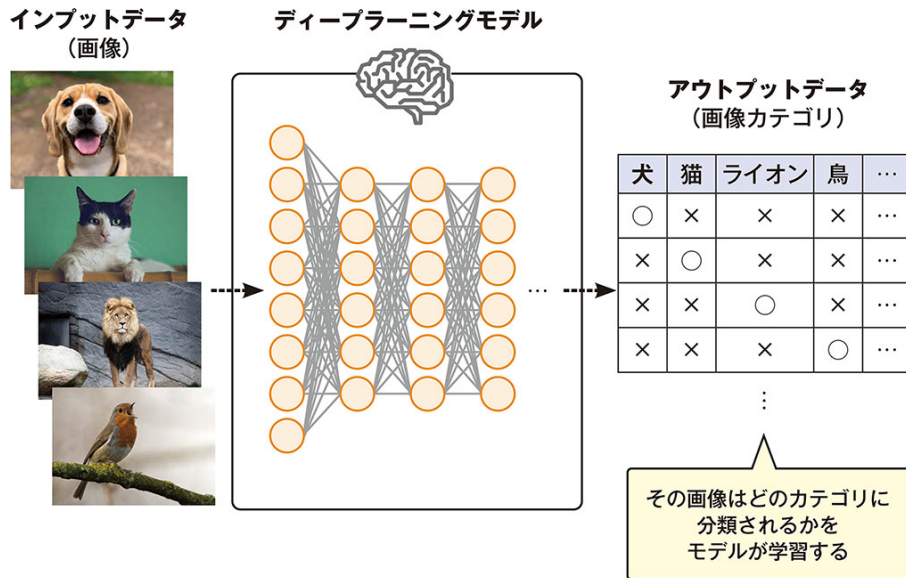 インプットデータ
（画像）
ディープラーニングモデル
アウトプットデータ
（画像カテゴリ）
犬 猫 ライオン 鳥 …
○ × × × …
× ○ × × …
× × ○ × …
× × × ○ …
…
⋮
その画像はどのカテゴリに
分類されるかを
モデルが学習する